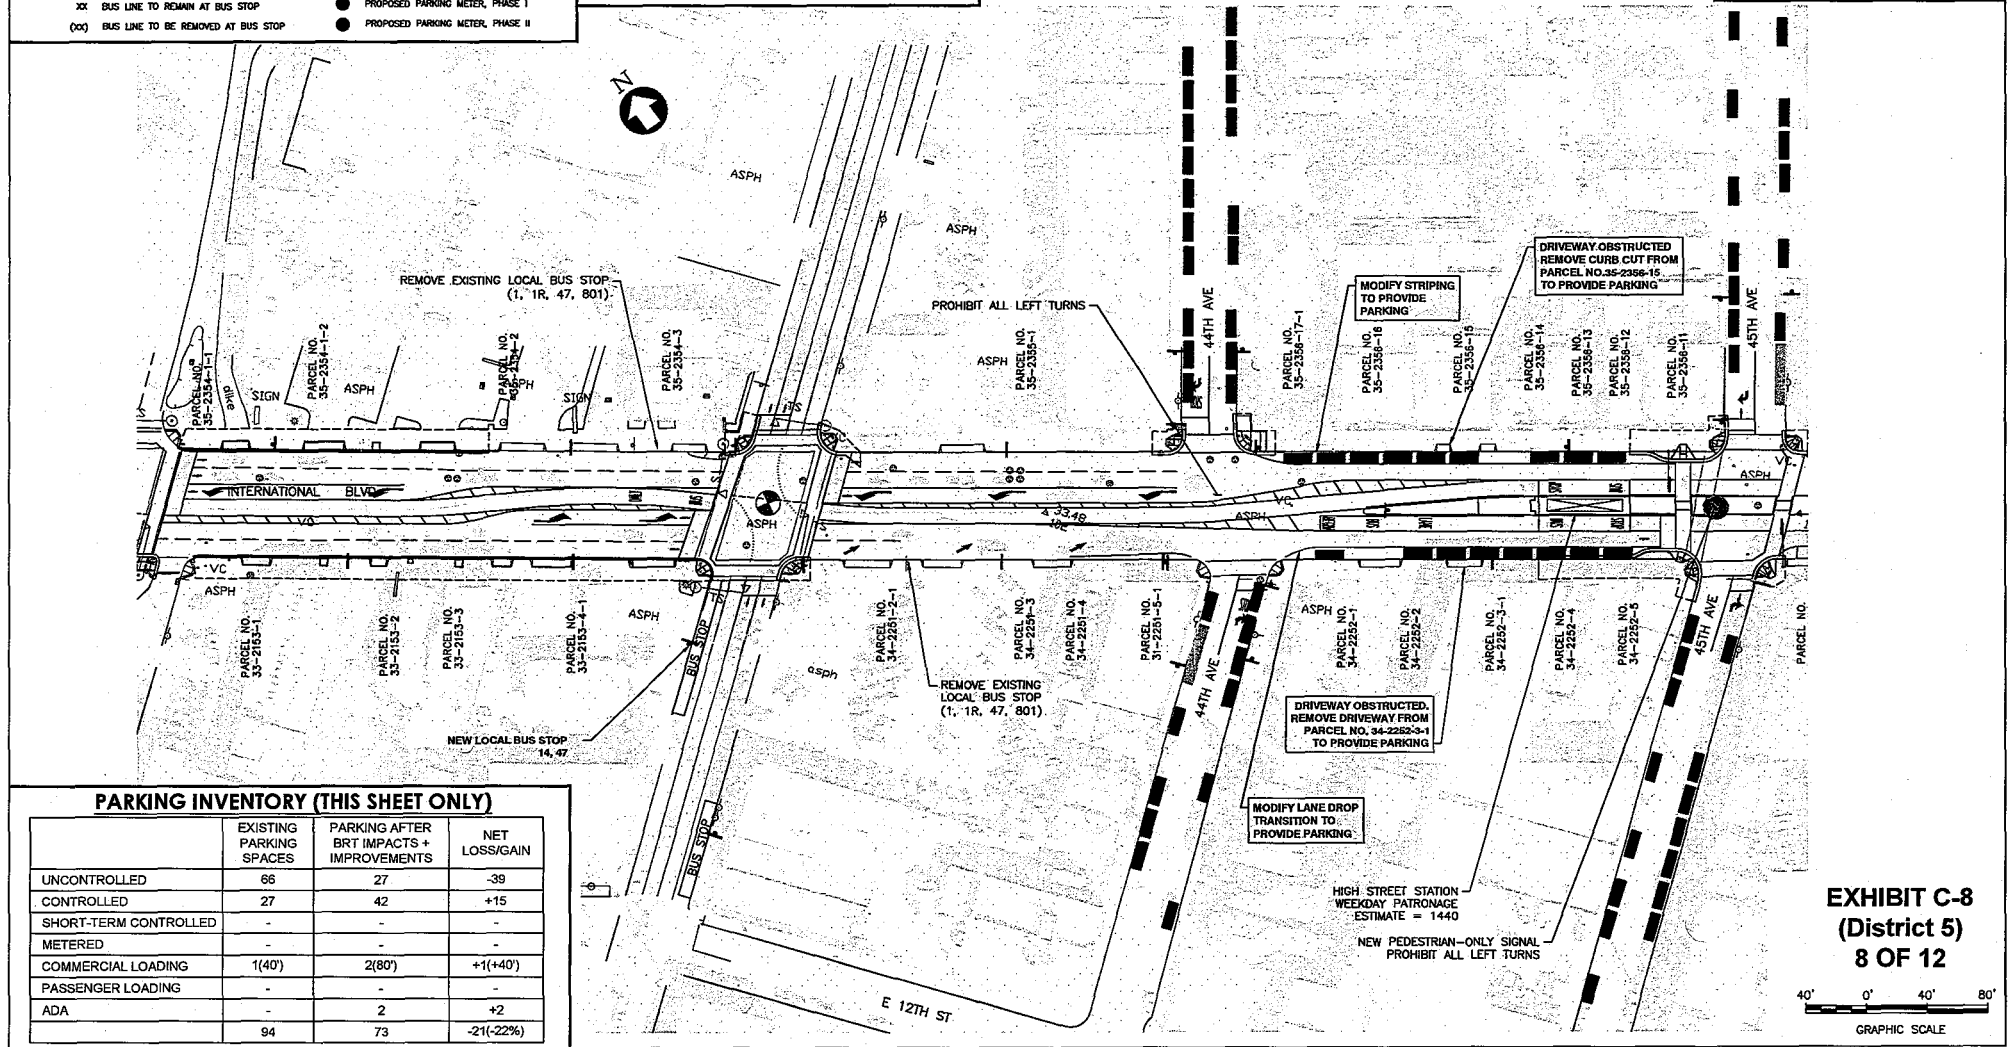 XX BUS LINE TO REMAIN AT BUS STOP
(XX) BUS LINE TO BE REMOVED AT BUS STOP
PROPOSED PARKING METER, PHASE I
PROPOSED PARKING METER, PHASE II
N
ASPH
ASPH
REMOVE EXISTING LOCAL BUS STOP
(1, 1R, 47, 801)
PROHIBIT ALL LEFT TURNS
44TH AVE
MODIFY STRIPING
TO PROVIDE
PARKING
DRIVEWAY OBSTRUCTED
REMOVE CURB CUT FROM
PARCEL NO.35-2356-15
TO PROVIDE PARKING
45TH AVE
PARCEL NO.
35-2354-1-1
dike
SIGN
PARCEL NO.
35-2354-1-2
ASPH
PARCEL NO.
35-2354-2
ASPH
SIGN
PARCEL NO.
35-2354-3
ASPH
PARCEL NO.
35-2355-1
PARCEL NO.
35-2356-17-1
PARCEL NO.
35-2356-16
PARCEL NO.
35-2356-15
PARCEL NO.
35-2356-14
PARCEL NO.
35-2356-13
PARCEL NO.
35-2356-12
PARCEL NO.
35-2356-11
INTERNATIONAL BLVD
VC
ONLY
BUS
ASPH
33.48
VC
ASPH
BUS
ASPH
VC
VC
ASPH
PARCEL NO.
33-2153-1
PARCEL NO.
33-2153-2
PARCEL NO.
33-2153-3
PARCEL NO.
33-2153-4-1
ASPH
BUS STOP
asph
PARCEL NO.
34-2251-2-1
PARCEL NO.
34-2251-3
PARCEL NO.
34-2251-4
PARCEL NO.
31-2251-5-1
44TH AVE
ASPH
PARCEL NO.
34-2252-1
PARCEL NO.
34-2252-2
PARCEL NO.
34-2252-3-1
PARCEL NO.
34-2252-4
PARCEL NO.
34-2252-5
45TH AVE
PARCEL NO.
REMOVE EXISTING
LOCAL BUS STOP
(1, 1R, 47, 801)
NEW LOCAL BUS STOP
14, 47
DRIVEWAY OBSTRUCTED.
REMOVE DRIVEWAY FROM
PARCEL NO. 34-2252-3-1
TO PROVIDE PARKING
MODIFY LANE DROP
TRANSITION TO
PROVIDE PARKING
BUS STOP
HIGH STREET STATION
WEEKDAY PATRONAGE
ESTIMATE = 1440
NEW PEDESTRIAN-ONLY SIGNAL
PROHIBIT ALL LEFT TURNS
E 12TH ST
PARKING INVENTORY (THIS SHEET ONLY)
EXISTING PARKING SPACES | PARKING AFTER BRT IMPACTS + IMPROVEMENTS | NET LOSS/GAIN
UNCONTROLLED 66 27 -39
CONTROLLED 27 42 +15
SHORT-TERM CONTROLLED - - -
METERED - - -
COMMERCIAL LOADING 1(40') 2(80') +1(+40')
PASSENGER LOADING - - -
ADA - 2 +2
94 73 -21(-22%)
EXHIBIT C-8
(District 5)
8 OF 12
40' 0' 40' 80'
GRAPHIC SCALE